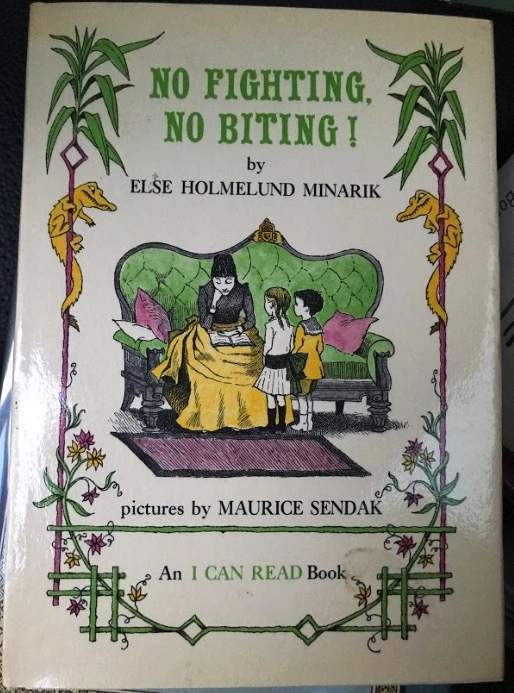 NO FIGHTING,
NO BITING!
by
ELSE HOLMELUND MINARIK
pictures by MAURICE SENDAK
An I CAN READ Book